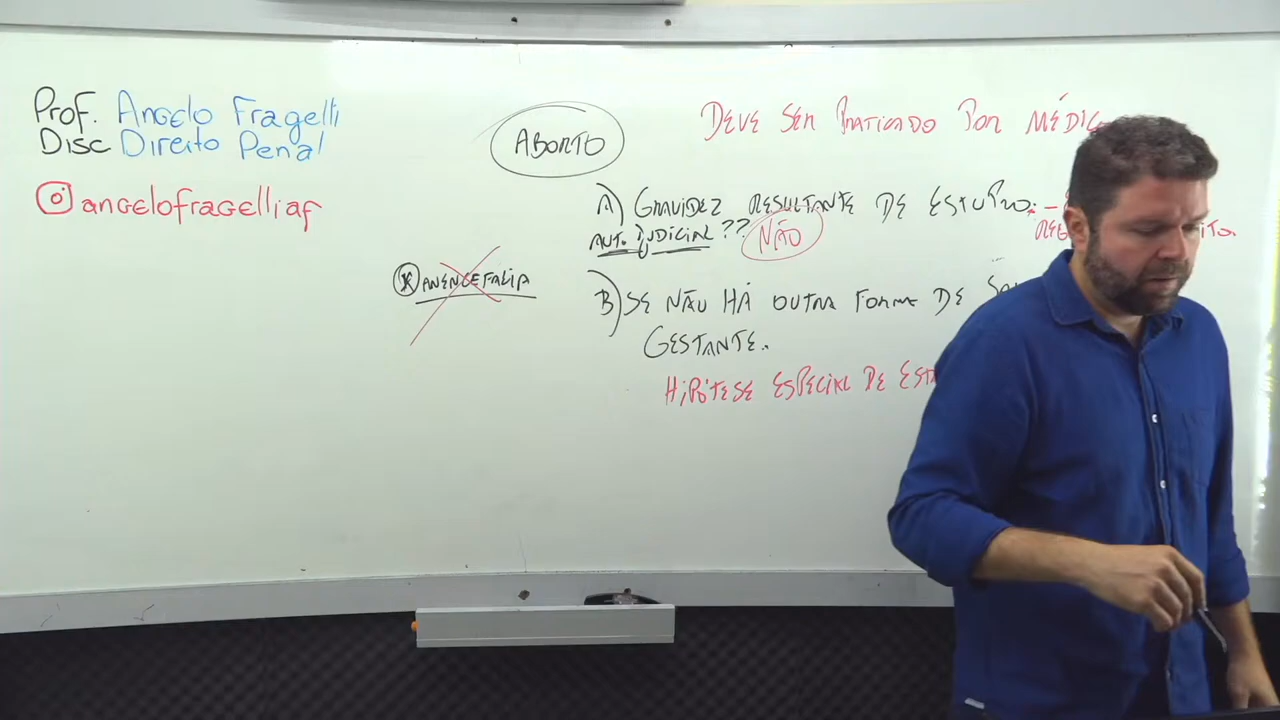 Prof. Angelo Fragelli
Disc Direito Penal
angelofragelliaf
ABORTO
DEVE SER PRATICADO POR MÉDIC
A) GRAVIDEZ RESULTANTE DE ESTUPRO.
AUT. JUDICIAL ?? NÃO
ANENCEFALIA
B) SE NÃO HÁ OUTRA FORMA DE
GESTANTE.
HIPÓTESE ESPECIAL DE